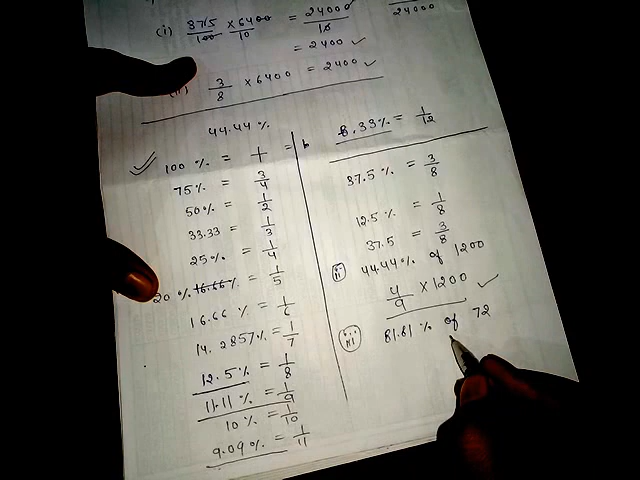 (i) 37.5/100 × 6400/10 = 24000/10
24000
= 2400 ✓
3/8 × 6400 = 2400 ✓
44.44 %
100 % = 1
75% = 3/4
50% = 1/2
33.33 = 1/3
25% = 1/4
20% 16.66% = 1/5
16.66 % = 1/6
14.2857% = 1/7
12.5% = 1/8
11.11% = 1/9
10% = 1/10
9.09% = 1/11
8.33% = 1/12
37.5% = 3/8
12.5% = 1/8
37.5 = 3/8
(ii) 44.44% of 1200
4/9 × 1200 ✓
(iii) 81.81% of 72